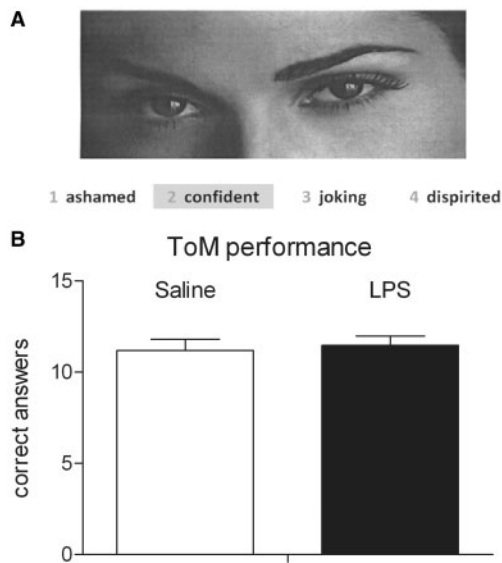 A
1 ashamed 2 confident 3 joking 4 dispirited
B
ToM performance
Saline LPS
15
10
5
0
correct answers